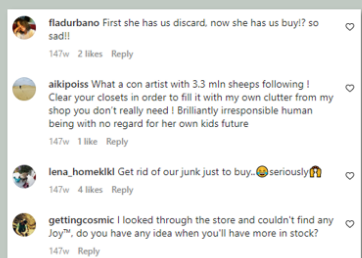 fladurbano First she has us discard, now she has us buy!? so
sad!!
147w 2 likes Reply
aikipoiss What a con artist with 3.3 mln sheeps following !
Clear your closets in order to fill it with my own clutter from my
shop you don't really need ! Brilliantly irresponsible human
being with no regard for her own kids future
147w 1 like Reply
lena_homeklkl Get rid of our junk just to buy..😂seriously🙈
147w 4 likes Reply
gettingcosmic I looked through the store and couldn't find any
Joy™, do you have any idea when you'll have more in stock?
147w Reply